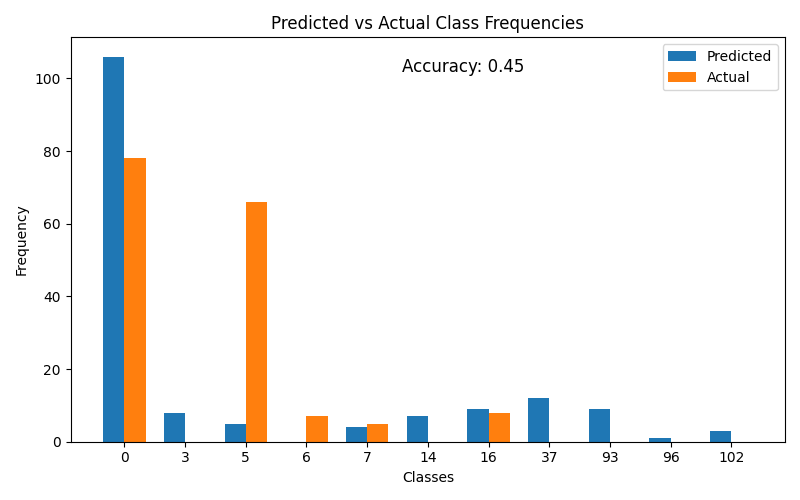 Predicted vs Actual Class Frequencies
Accuracy: 0.45
Predicted
Actual
Frequency
100
80
60
40
20
0
0 3 5 6 7 14 16 37 93 96 102
Classes